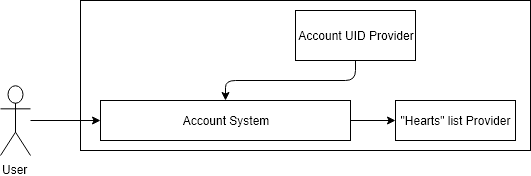 Account UID Provider
Account System
"Hearts" list Provider
User